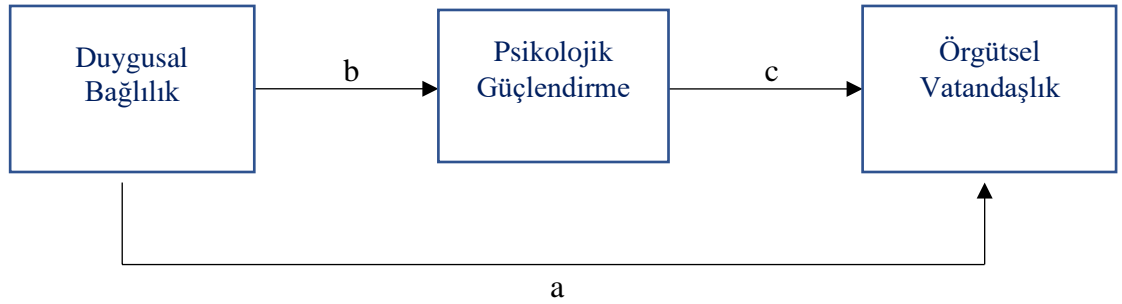 Duygusal
Bağlılık
b
Psikolojik
Güçlendirme
c
Örgütsel
Vatandaşlık
a